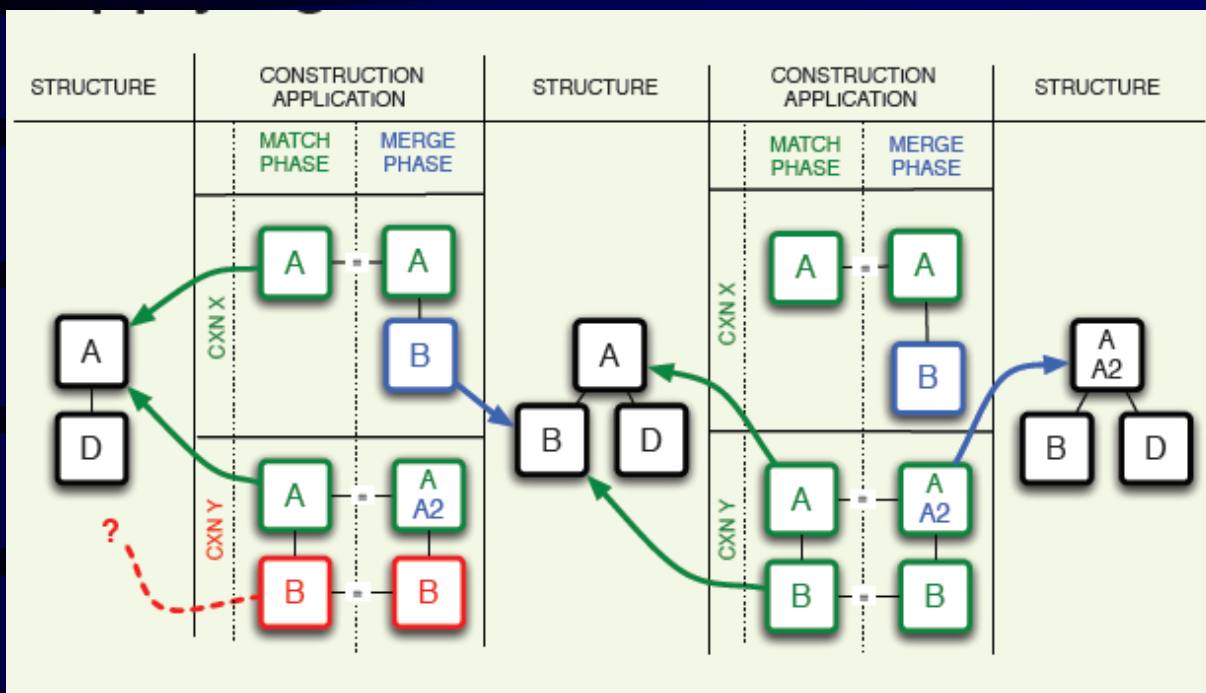 STRUCTURE
CONSTRUCTION
APPLICATION
STRUCTURE
CONSTRUCTION
APPLICATION
STRUCTURE
MATCH
PHASE
MERGE
PHASE
MATCH
PHASE
MERGE
PHASE
CXN X
A
=
A
B
CXN X
A
=
A
B
A
D
A
B
D
A
A2
B
D
CXN Y
A
=
A
A2
B
=
B
?
CXN Y
A
=
A
A2
B
=
B